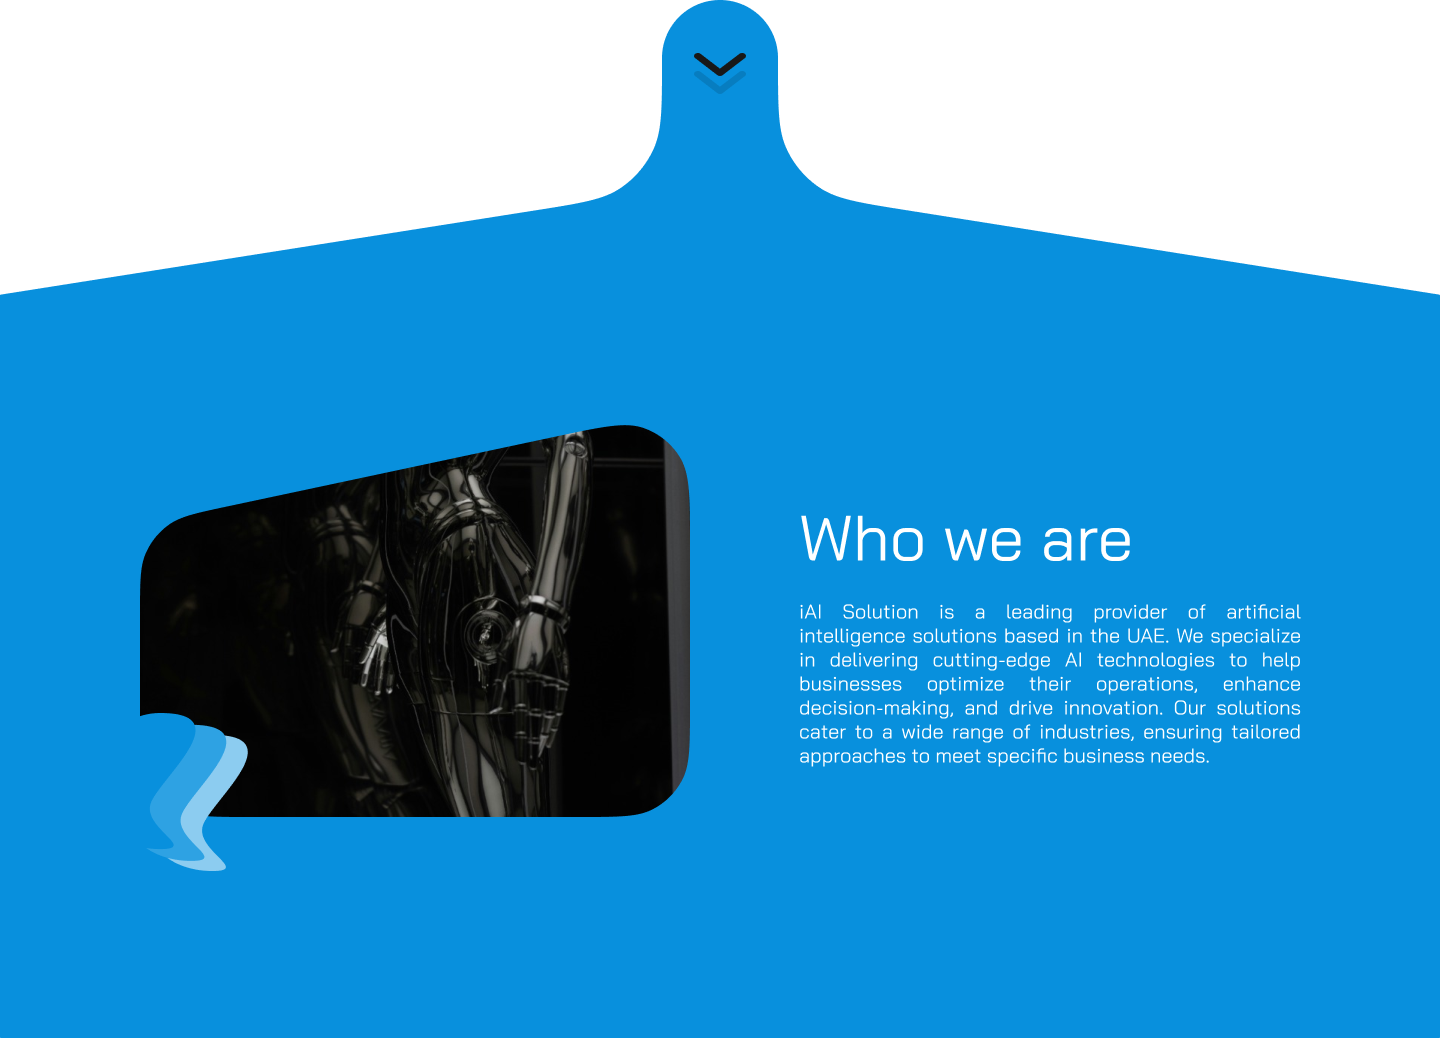 Who we are
iAI Solution is a leading provider of artificial
intelligence solutions based in the UAE. We specialize
in delivering cutting-edge AI technologies to help
businesses optimize their operations, enhance
decision-making, and drive innovation. Our solutions
cater to a wide range of industries, ensuring tailored
approaches to meet specific business needs.